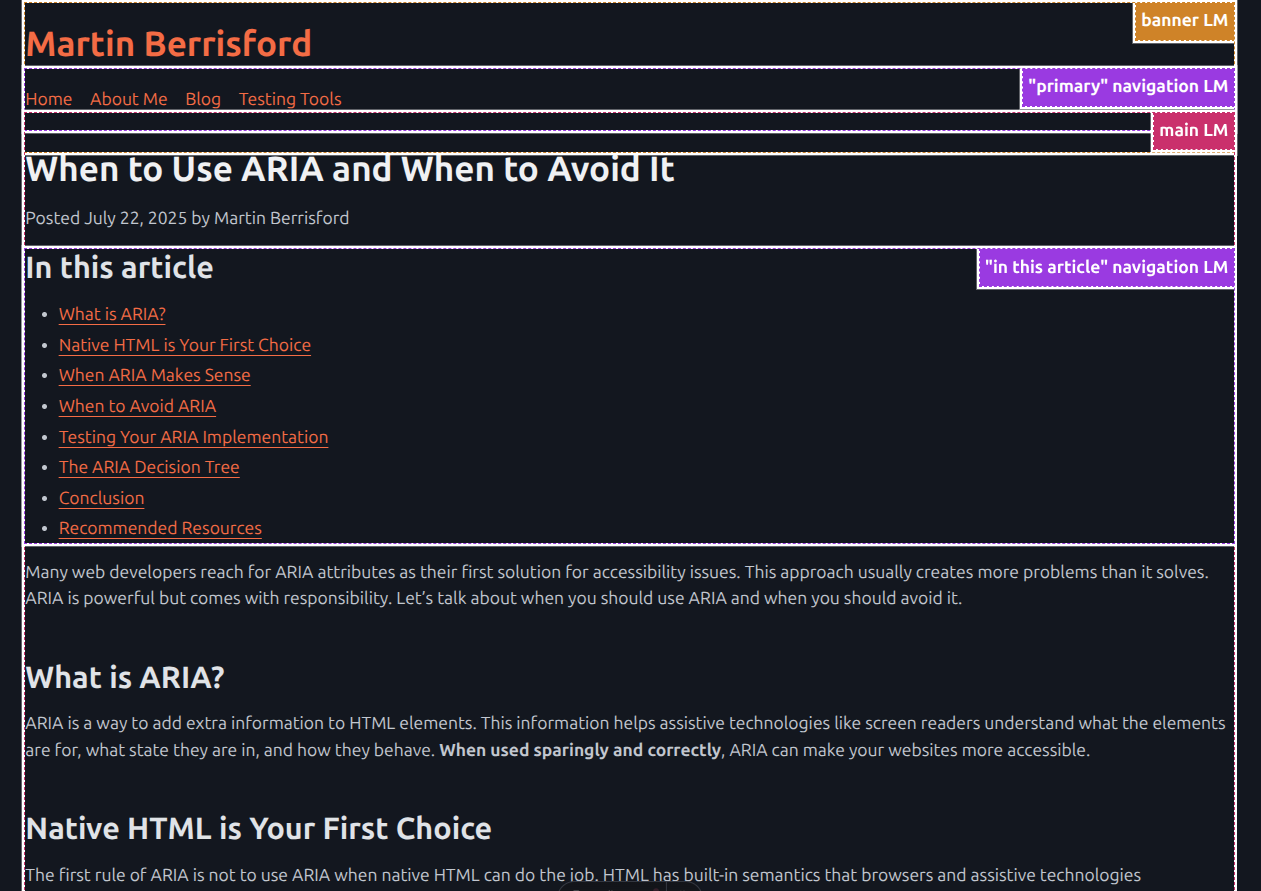 banner LM
Martin Berrisford
"primary" navigation LM
Home About Me Blog Testing Tools
main LM
When to Use ARIA and When to Avoid It
Posted July 22, 2025 by Martin Berrisford
"in this article" navigation LM
In this article
• What is ARIA?
• Native HTML is Your First Choice
• When ARIA Makes Sense
• When to Avoid ARIA
• Testing Your ARIA Implementation
• The ARIA Decision Tree
• Conclusion
• Recommended Resources
Many web developers reach for ARIA attributes as their first solution for accessibility issues. This approach usually creates more problems than it solves.
ARIA is powerful but comes with responsibility. Let’s talk about when you should use ARIA and when you should avoid it.
What is ARIA?
ARIA is a way to add extra information to HTML elements. This information helps assistive technologies like screen readers understand what the elements
are for, what state they are in, and how they behave. When used sparingly and correctly, ARIA can make your websites more accessible.
Native HTML is Your First Choice
The first rule of ARIA is not to use ARIA when native HTML can do the job. HTML has built-in semantics that browsers and assistive technologies